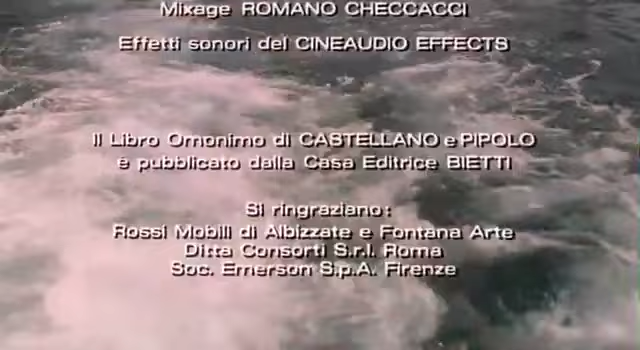 Mixage ROMANO CHECCACCI
Effetti sonori del CINEAUDIO EFFECTS
Il Libro Omonimo di CASTELLANO e PIPOLO
è pubblicato dalla Casa Editrice BIETTI
Si ringraziano:
Rossi Mobili di Albizzate e Fontana Arte
Ditta Consorti S.r.l. Roma
Soc. Emerson S.p.A. Firenze